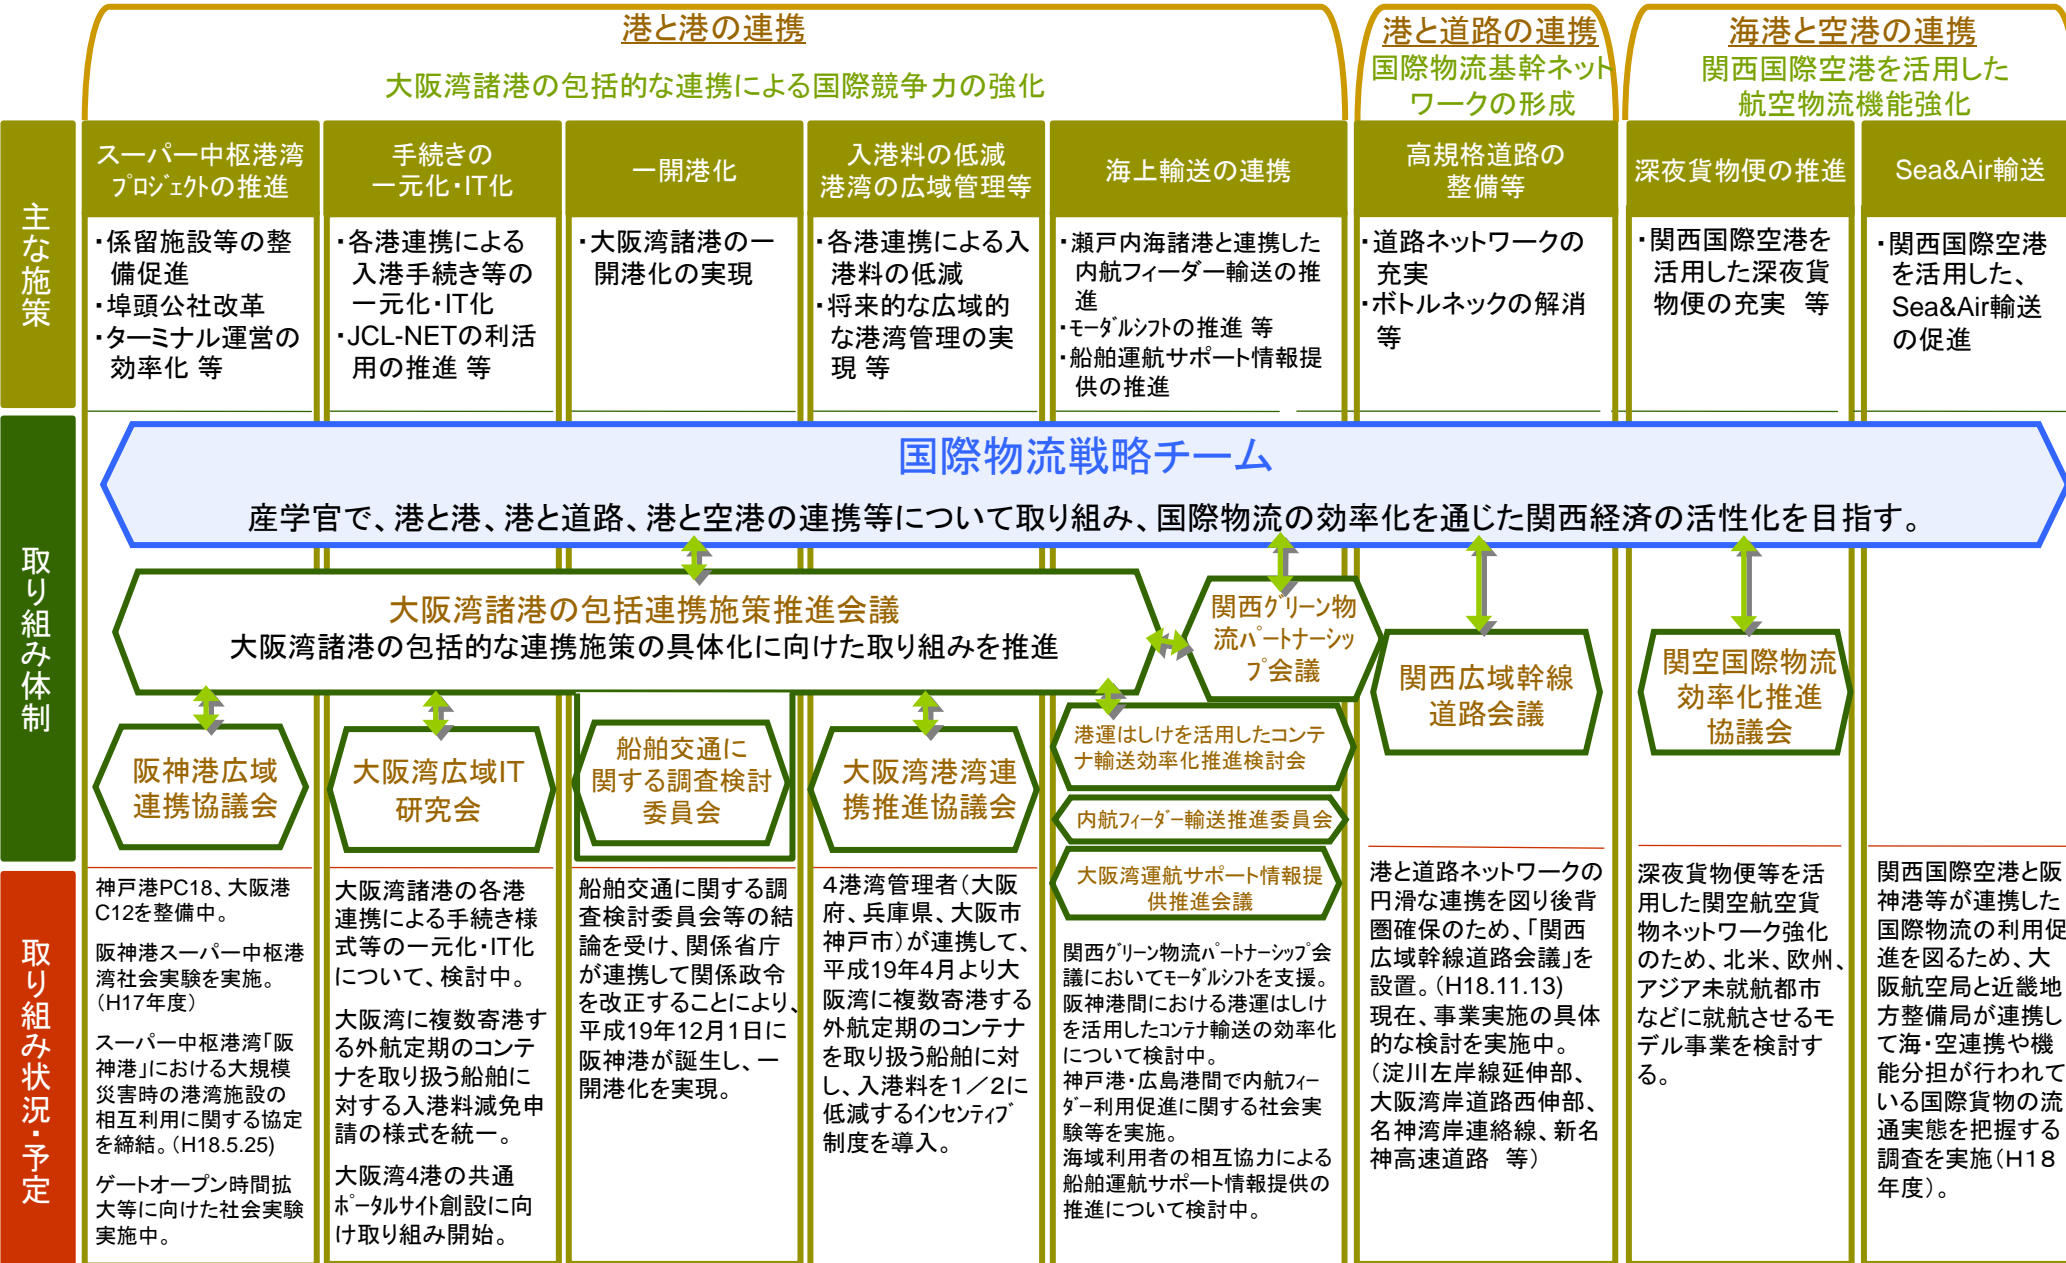 港と港の連携
大阪湾諸港の包括的な連携による国際競争力の強化
港と道路の連携
国際物流基幹ネット
ワークの形成
海港と空港の連携
関西国際空港を活用した
航空物流機能強化
主な施策
スーパー中枢港湾
プロジェクトの推進
手続きの
一元化・IT化
一開港化
入港料の低減
港湾の広域管理等
海上輸送の連携
高規格道路の
整備等
深夜貨物便の推進
Sea&Air輸送
・係留施設等の整
備促進
・埠頭公社改革
・ターミナル運営の
効率化 等
・各港連携による
入港手続き等の
一元化・IT化
・JCL-NETの利活
用の推進 等
・大阪湾諸港の一
開港化の実現
・各港連携による入
港料の低減
・将来的な広域的
な港湾管理の実
現 等
・瀬戸内海諸港と連携した
内航フィーダー輸送の推
進
・モーダルシフトの推進 等
・船舶運航サポート情報提
供の推進
・道路ネットワークの
充実
・ボトルネックの解消
等
・関西国際空港を
活用した深夜貨
物便の充実　等
・関西国際空港
を活用した、
Sea&Air輸送
の促進
取り組み体制
国際物流戦略チーム
産学官で、港と港、港と道路、港と空港の連携等について取り組み、国際物流の効率化を通じた関西経済の活性化を目指す。
大阪湾諸港の包括連携施策推進会議
大阪湾諸港の包括的な連携施策の具体化に向けた取り組みを推進
関西グリーン物
流パートナーシッ
プ会議
関西広域幹線
道路会議
関空国際物流
効率化推進
協議会
阪神港広域
連携協議会
大阪湾広域IT
研究会
船舶交通に
関する調査検討
委員会
大阪湾港湾連
携推進協議会
港運はしけを活用したコンテ
ナ輸送効率化推進検討会
内航フィーダー輸送推進委員会
大阪湾運航サポート情報提
供推進会議
取り組み状況・予定
神戸港PC18、大阪港
C12を整備中。
阪神港スーパー中枢港
湾社会実験を実施。
（H17年度）
スーパー中枢港湾「阪
神港」における大規模
災害時の港湾施設の
相互利用に関する協定
を締結。（H18.5.25)
ゲートオープン時間拡
大等に向けた社会実験
実施中。
大阪湾諸港の各港
連携による手続き様
式等の一元化・IT化
について、検討中。
大阪湾に複数寄港す
る外航定期のコンテ
ナを取り扱う船舶に
対する入港料減免申
請の様式を統一。
大阪湾4港の共通
ポータルサイト創設に向
け取り組み開始。
船舶交通に関する調
査検討委員会等の結
論を受け、関係省庁
が連携して関係政令
を改正することにより、
平成19年12月1日に
阪神港が誕生し、一
開港化を実現。
4港湾管理者（大阪
府、兵庫県、大阪市
神戸市）が連携して、
平成19年4月より大
阪湾に複数寄港する
外航定期のコンテナ
を取り扱う船舶に対
し、入港料を１／２に
低減するインセンティブ
制度を導入。
関西グリーン物流パートナーシップ会
議においてモーダルシフトを支援。
阪神港間における港運はしけ
を活用したコンテナ輸送の効率化
について検討中。
神戸港・広島港間で内航フィー
ダー利用促進に関する社会実
験等を実施。
海域利用者の相互協力による
船舶運航サポート情報提供の
推進について検討中。
港と道路ネットワークの
円滑な連携を図り後背
圏確保のため、「関西
広域幹線道路会議」を
設置。（H18.11.13)
現在、事業実施の具体
的な検討を実施中。
（淀川左岸線延伸部、
大阪湾岸道路西伸部、
名神湾岸連絡線、新名
神高速道路　等）
深夜貨物便等を活
用した関空航空貨
物ネットワーク強化
のため、北米、欧州、
アジア未就航都市
などに就航させるモ
デル事業を検討す
る。
関西国際空港と阪
神港等が連携した
国際物流の利用促
進を図るため、大
阪航空局と近畿地
方整備局が連携し
て海・空連携や機
能分担が行われて
いる国際貨物の流
通実態を把握する
調査を実施（Ｈ１８
年度）。